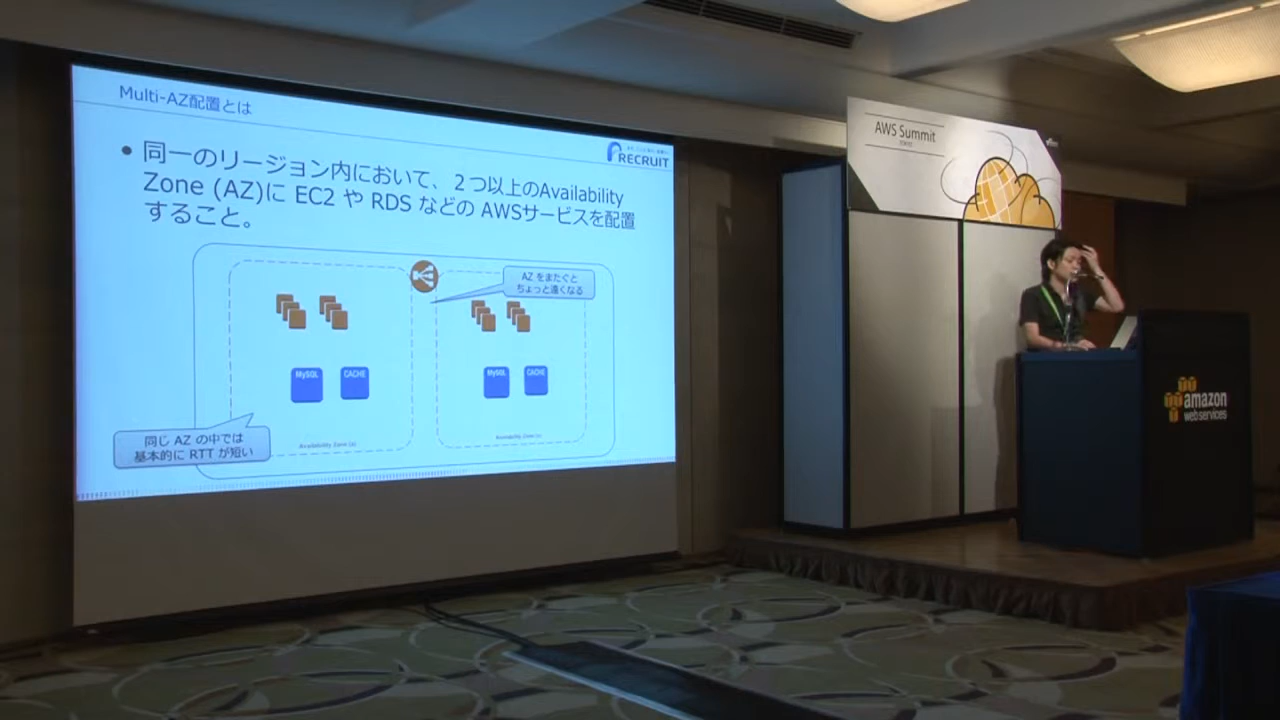 Multi-AZ配置とは
RECRUIT
• 同一のリージョン内において、２つ以上のAvailability
Zone (AZ)に EC2 や RDS などの AWSサービスを配置
すること。
AZ をまたぐと
ちょっと遠くなる
MySQL
CACHE
MySQL
CACHE
同じ AZ の中では
基本的に RTT が短い
Availability Zone (a)
AWS Summit
TOKYO
amazon
webservices